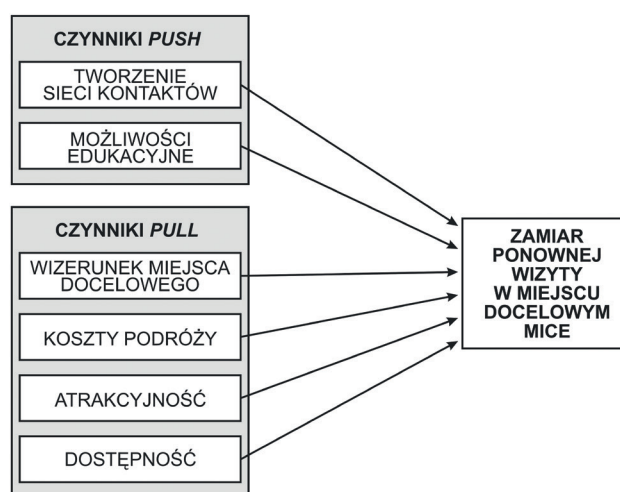 CZYNNIKI PUSH
TWORZENIE
SIECI KONTAKTÓW
MOŻLIWOŚCI
EDUKACYJNE
CZYNNIKI PULL
WIZERUNEK MIEJSCA
DOCELOWEGO
KOSZTY PODRÓŻY
ATRAKCYJNOŚĆ
DOSTĘPNOŚĆ
ZAMIAR
PONOWNEJ
WIZYTY
W MIEJSCU
DOCELOWYM
MICE